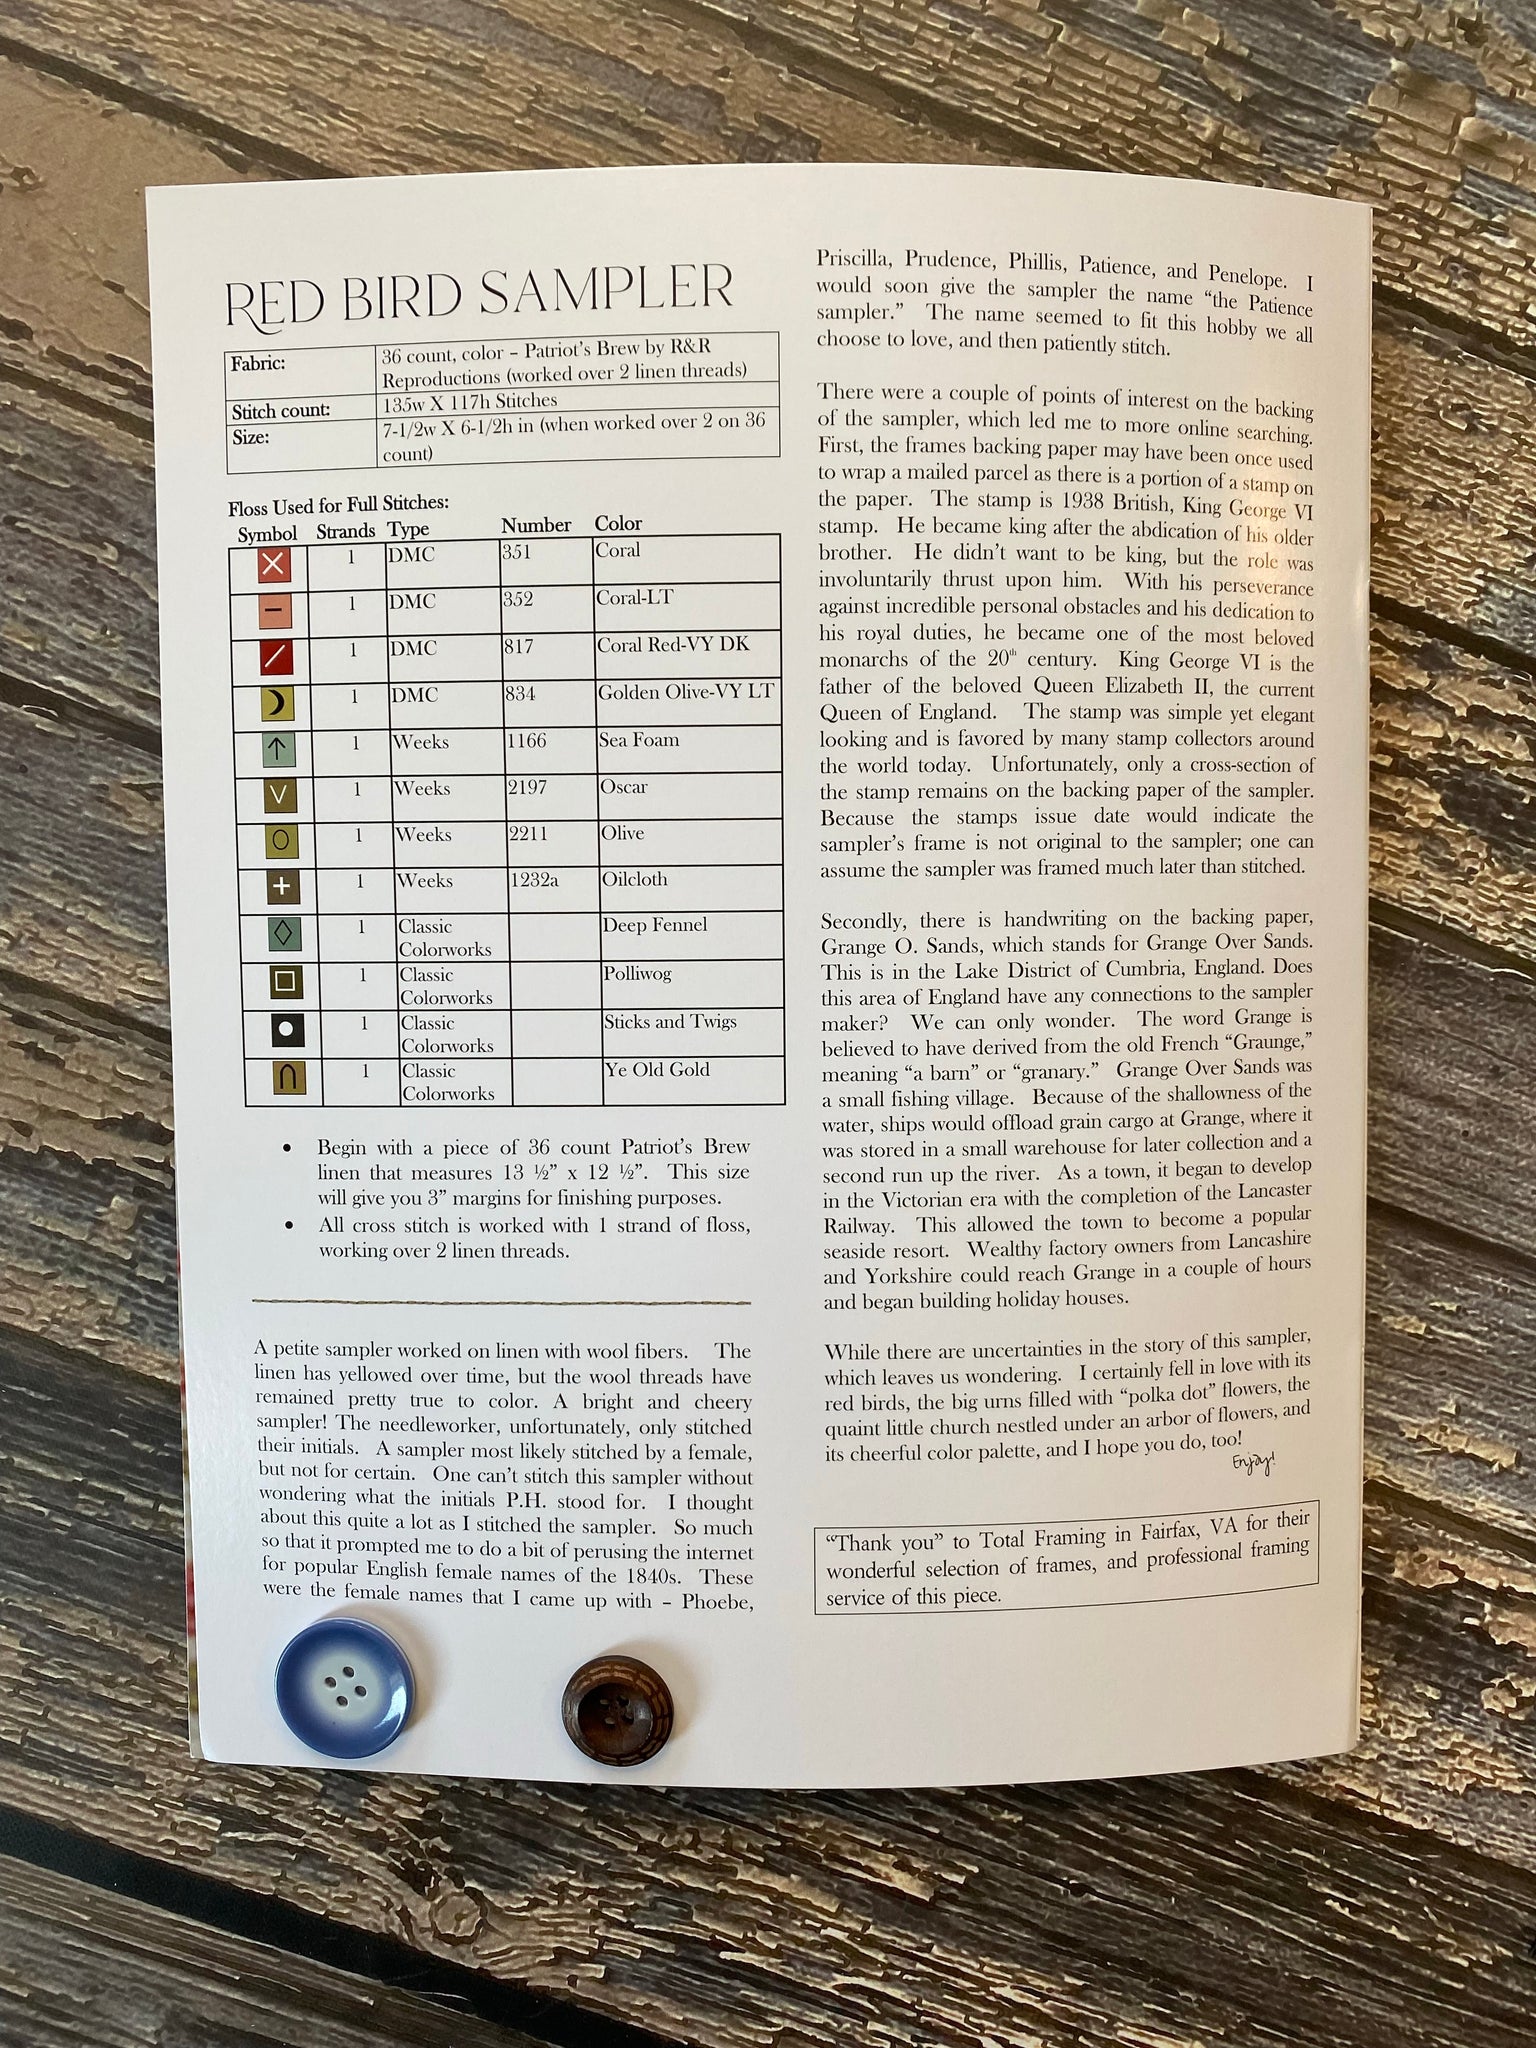 RED BIRD SAMPLER
Fabric: 36 count, color – Patriot's Brew by R&R
Reproductions (worked over 2 linen threads)
Stitch count: 135w X 117h Stitches
Size: 7-1/2w X 6-1/2h in (when worked over 2 on 36
count)
Floss Used for Full Stitches:
Symbol Strands Type Number Color
1 DMC 351 Coral
1 DMC 352 Coral-LT
1 DMC 817 Coral Red-VY DK
1 DMC 834 Golden Olive-VY LT
1 Weeks 1166 Sea Foam
1 Weeks 2197 Oscar
1 Weeks 2211 Olive
1 Weeks 1232a Oilcloth
1 Classic Deep Fennel
Colorworks
1 Classic Polliwog
Colorworks
1 Classic Sticks and Twigs
Colorworks
1 Classic Ye Old Gold
Colorworks
• Begin with a piece of 36 count Patriot's Brew
linen that measures 13 ½" x 12 ½". This size
will give you 3" margins for finishing purposes.
• All cross stitch is worked with 1 strand of floss,
working over 2 linen threads.
A petite sampler worked on linen with wool fibers. The
linen has yellowed over time, but the wool threads have
remained pretty true to color. A bright and cheery
sampler! The needleworker, unfortunately, only stitched
their initials. A sampler most likely stitched by a female,
but not for certain. One can't stitch this sampler without
wondering what the initials P.H. stood for. I thought
about this quite a lot as I stitched the sampler. So much
so that it prompted me to do a bit of perusing the internet
for popular English female names of the 1840s. These
were the female names that I came up with – Phoebe,
Priscilla, Prudence, Phillis, Patience, and Penelope. I
would soon give the sampler the name "the Patience
sampler." The name seemed to fit this hobby we all
choose to love, and then patiently stitch.
There were a couple of points of interest on the backing
of the sampler, which led me to more online searching.
First, the frames backing paper may have been once used
to wrap a mailed parcel as there is a portion of a stamp on
the paper. The stamp is 1938 British, King George VI
stamp. He became king after the abdication of his older
brother. He didn't want to be king, but the role was
involuntarily thrust upon him. With his perseverance
against incredible personal obstacles and his dedication to
his royal duties, he became one of the most beloved
monarchs of the 20th century. King George VI is the
father of the beloved Queen Elizabeth II, the current
Queen of England. The stamp was simple yet elegant
looking and is favored by many stamp collectors around
the world today. Unfortunately, only a cross-section of
the stamp remains on the backing paper of the sampler.
Because the stamps issue date would indicate the
sampler's frame is not original to the sampler; one can
assume the sampler was framed much later than stitched.
Secondly, there is handwriting on the backing paper,
Grange O. Sands, which stands for Grange Over Sands.
This is in the Lake District of Cumbria, England. Does
this area of England have any connections to the sampler
maker? We can only wonder. The word Grange is
believed to have derived from the old French "Graunge,"
meaning "a barn" or "granary." Grange Over Sands was
a small fishing village. Because of the shallowness of the
water, ships would offload grain cargo at Grange, where it
was stored in a small warehouse for later collection and a
second run up the river. As a town, it began to develop
in the Victorian era with the completion of the Lancaster
Railway. This allowed the town to become a popular
seaside resort. Wealthy factory owners from Lancashire
and Yorkshire could reach Grange in a couple of hours
and began building holiday houses.
While there are uncertainties in the story of this sampler,
which leaves us wondering. I certainly fell in love with its
red birds, the big urns filled with "polka dot" flowers, the
quaint little church nestled under an arbor of flowers, and
its cheerful color palette, and I hope you do, too!
Enjoy!
"Thank you" to Total Framing in Fairfax, VA for their
wonderful selection of frames, and professional framing
service of this piece.